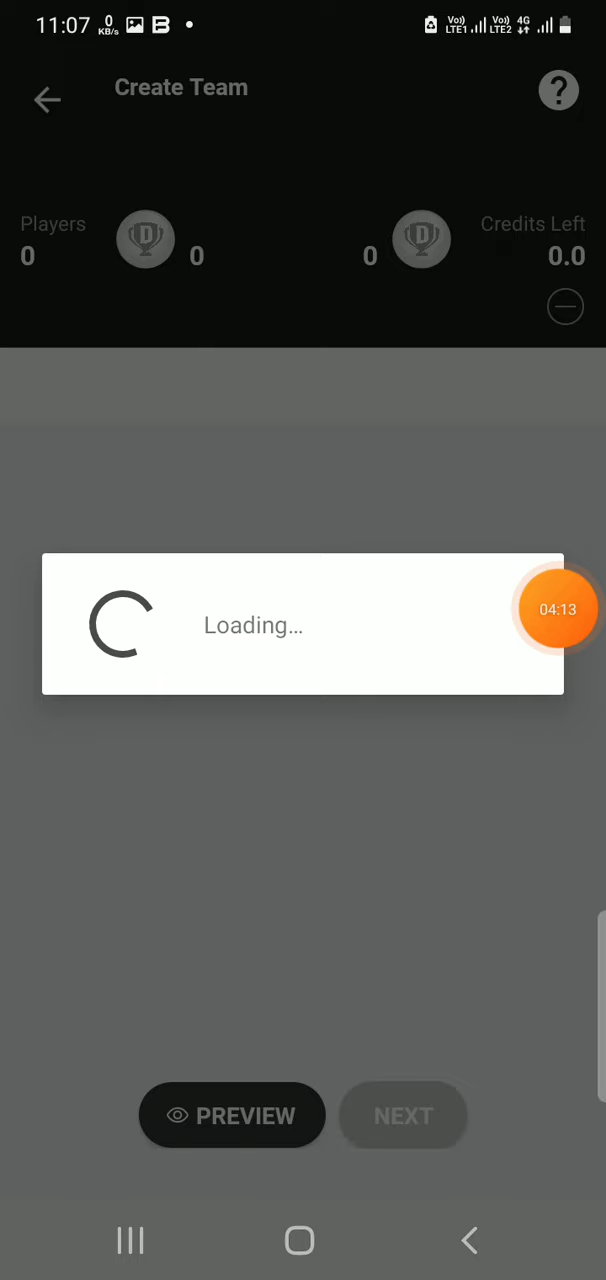 11:07 0 KB/s B Vo)) LTE1 Vo)) LTE2 4G
Create Team ?
Players D D Credits Left
0 0 0 0.0
Loading...
04:13
PREVIEW NEXT